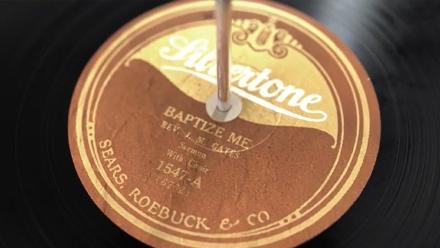 Silvertone
BAPTIZE ME
REV. J. M. GATES
Sermon
With Choir
1547-A
SEARS, ROEBUCK & CO